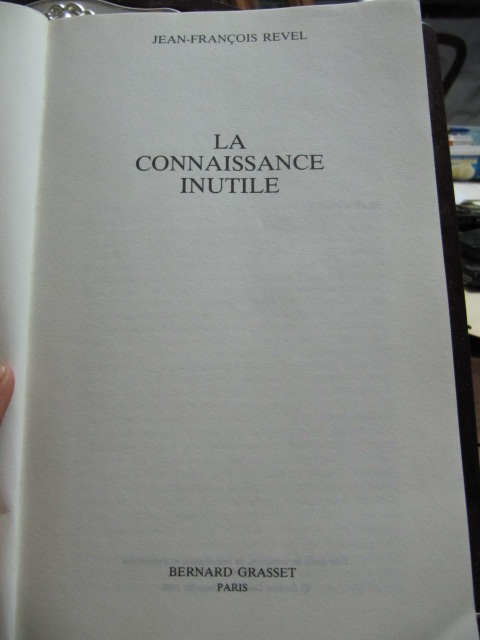 JEAN-FRANÇOIS REVEL
LA
CONNAISSANCE
INUTILE
BERNARD GRASSET
PARIS